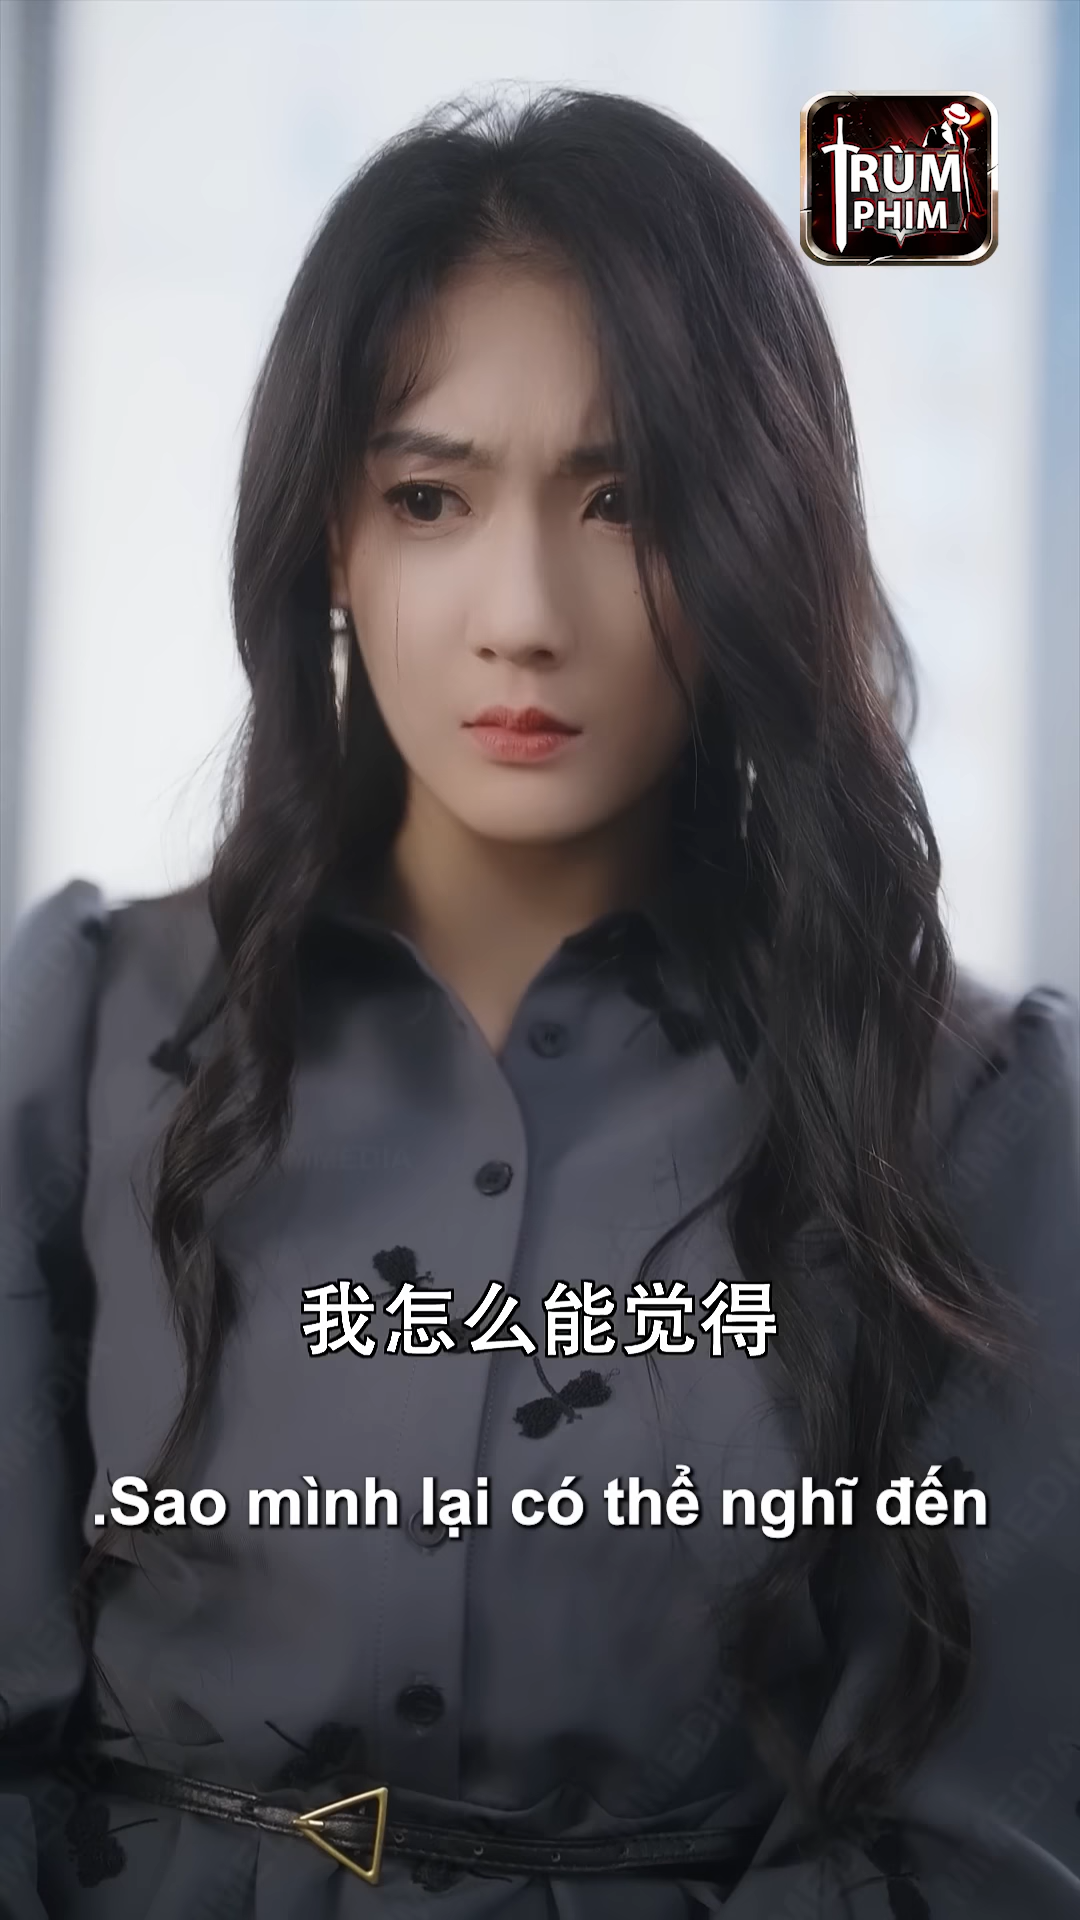 TRÙM
PHIM
我怎么能觉得
.Sao mình lại có thể nghĩ đến